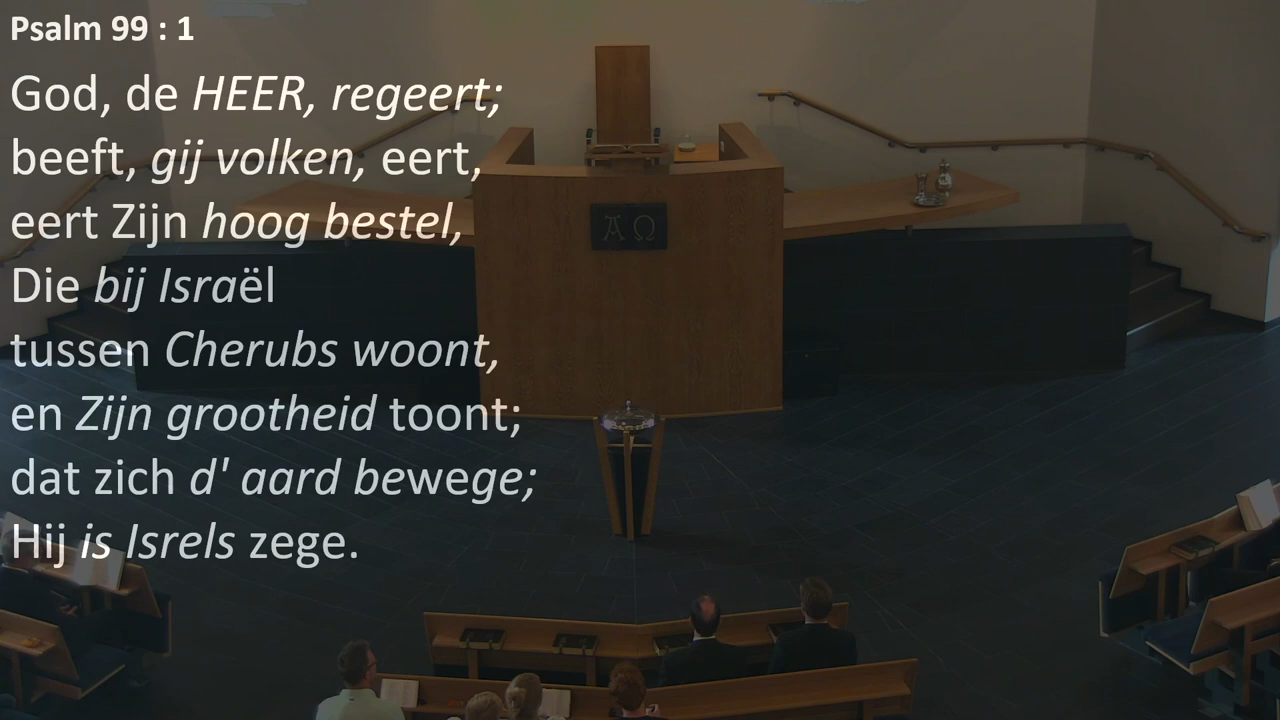 Psalm 99 : 1
God, de HEER, regeert;
beeft, gij volken, eert,
eert Zijn hoog bestel,
Die bij Israël
tussen Cherubs woont,
en Zijn grootheid toont;
dat zich d' aard bewege;
Hij is Isrels zege.
Α Ω